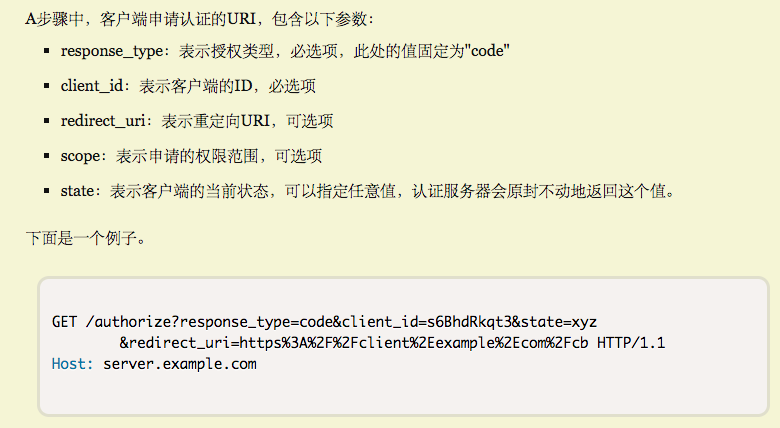 A步骤中，客户端申请认证的URI，包含以下参数：
response_type：表示授权类型，必选项，此处的值固定为"code"
client_id：表示客户端的ID，必选项
redirect_uri：表示重定向URI，可选项
scope：表示申请的权限范围，可选项
state：表示客户端的当前状态，可以指定任意值，认证服务器会原封不动地返回这个值。
下面是一个例子。
GET /authorize?response_type=code&client_id=s6BhdRkqt3&state=xyz
&redirect_uri=https%3A%2F%2Fclient%2Eexample%2Ecom%2Fcb HTTP/1.1
Host: server.example.com